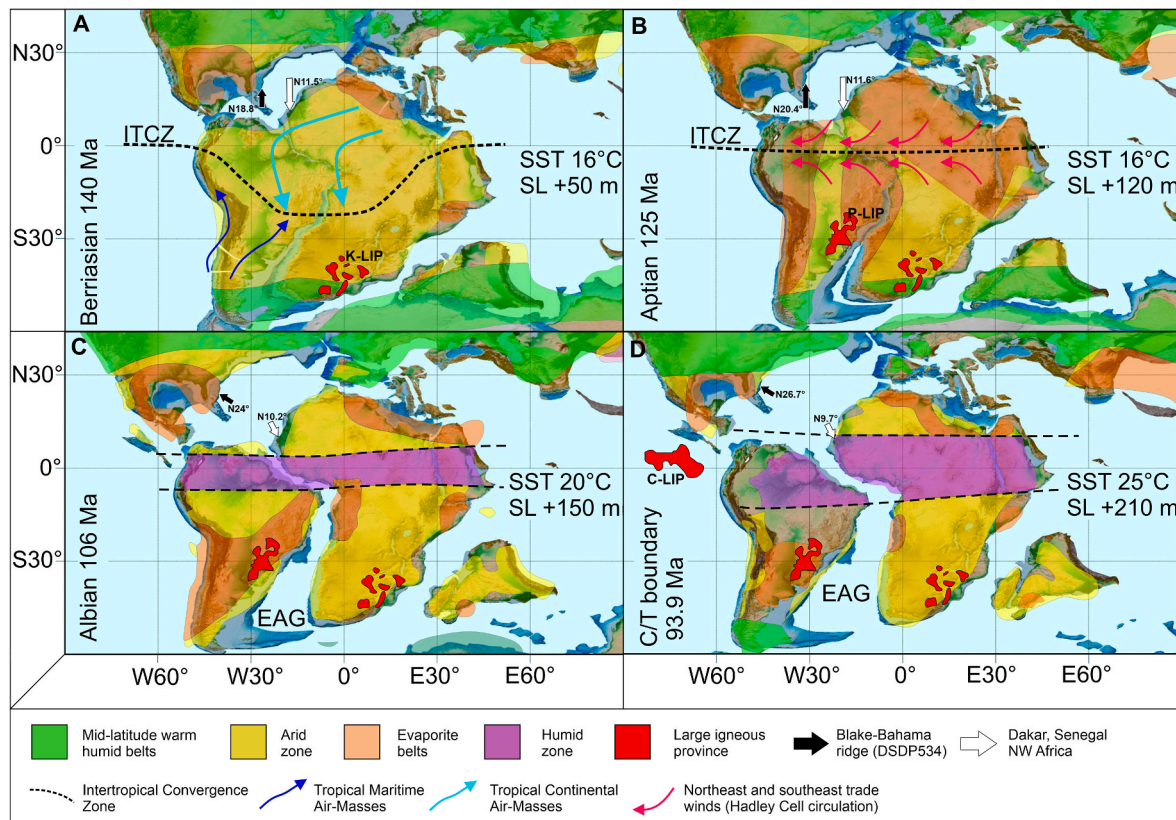 A
B
N30°
N18.8°
N11.5°
N20.4°
N11.6°
ITCZ
ITCZ
0°
SST 16°C
SL +50 m
SST 16°C
SL +120 m
S30°
K-LIP
P-LIP
Berriasian 140 Ma
Aptian 125 Ma
C
D
N30°
N24°
N10.2°
N26.7°
N9.7°
0°
SST 20°C
SL +150 m
C-LIP
SST 25°C
SL +210 m
S30°
EAG
EAG
Albian 106 Ma
C/T boundary
93.9 Ma
W60°
W30°
0°
E30°
E60°
W60°
W30°
0°
E30°
E60°
Mid-latitude warm
humid belts
Arid
zone
Evaporite
belts
Humid
zone
Large igneous
province
Blake-Bahama
ridge (DSDP534)
Dakar, Senegal
NW Africa
Intertropical Convergence
Zone
Tropical Maritime
Air-Masses
Tropical Continental
Air-Masses
Northeast and southeast trade
winds (Hadley Cell circulation)